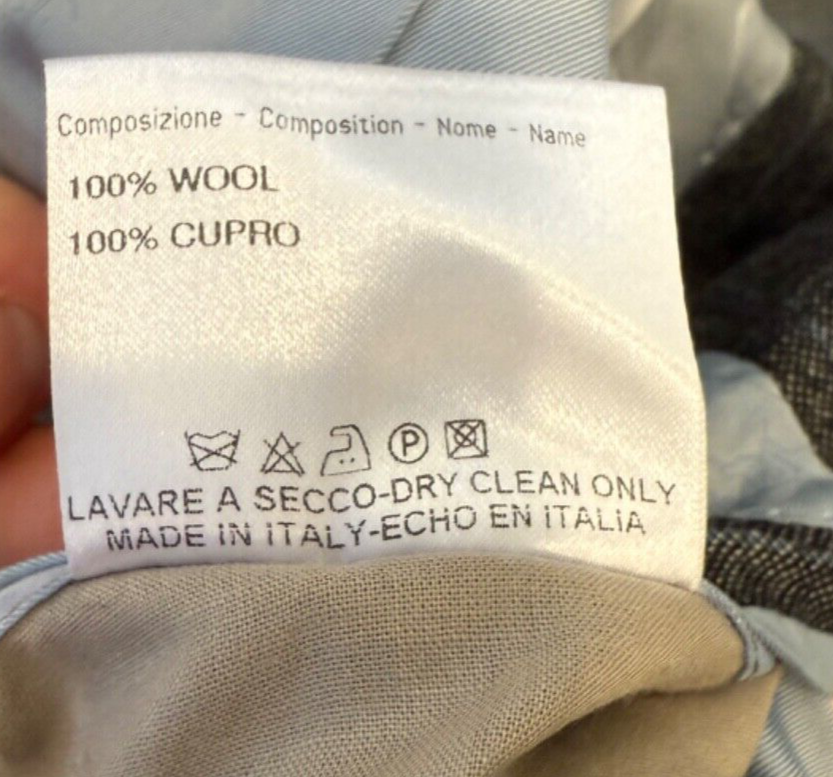 Composizione - Composition - Nome - Name
100% WOOL
100% CUPRO
P
LAVARE A SECCO-DRY CLEAN ONLY
MADE IN ITALY-ECHO EN ITALIA